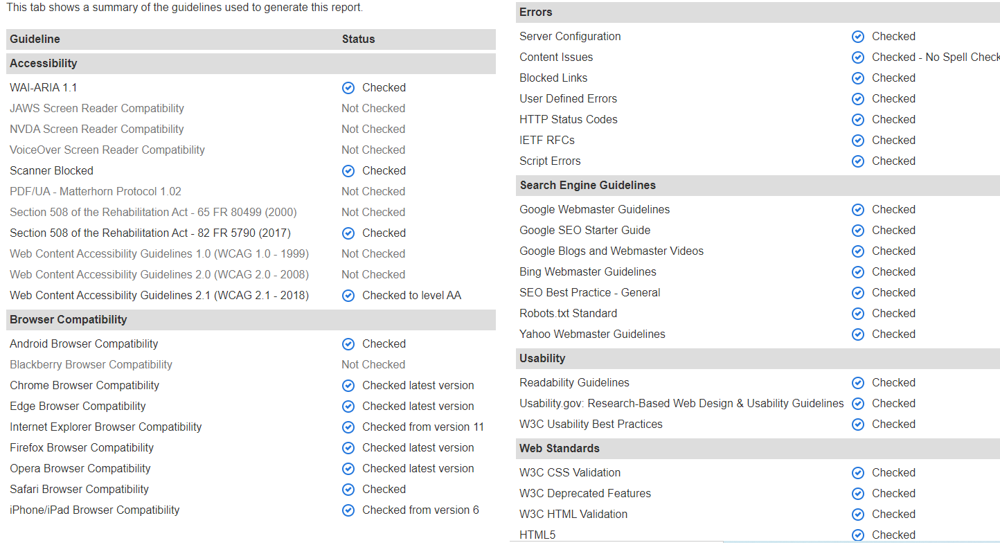 This tab shows a summary of the guidelines used to generate this report.
Guideline Status
Accessibility
WAI-ARIA 1.1 Checked
JAWS Screen Reader Compatibility Not Checked
NVDA Screen Reader Compatibility Not Checked
VoiceOver Screen Reader Compatibility Not Checked
Scanner Blocked Checked
PDF/UA - Matterhorn Protocol 1.02 Not Checked
Section 508 of the Rehabilitation Act - 65 FR 80499 (2000) Not Checked
Section 508 of the Rehabilitation Act - 82 FR 5790 (2017) Checked
Web Content Accessibility Guidelines 1.0 (WCAG 1.0 - 1999) Not Checked
Web Content Accessibility Guidelines 2.0 (WCAG 2.0 - 2008) Not Checked
Web Content Accessibility Guidelines 2.1 (WCAG 2.1 - 2018) Checked to level AA
Browser Compatibility
Android Browser Compatibility Checked
Blackberry Browser Compatibility Not Checked
Chrome Browser Compatibility Checked latest version
Edge Browser Compatibility Checked latest version
Internet Explorer Browser Compatibility Checked from version 11
Firefox Browser Compatibility Checked latest version
Opera Browser Compatibility Checked latest version
Safari Browser Compatibility Checked
iPhone/iPad Browser Compatibility Checked from version 6
Errors
Server Configuration Checked
Content Issues Checked - No Spell Check
Blocked Links Checked
User Defined Errors Checked
HTTP Status Codes Checked
IETF RFCs Checked
Script Errors Checked
Search Engine Guidelines
Google Webmaster Guidelines Checked
Google SEO Starter Guide Checked
Google Blogs and Webmaster Videos Checked
Bing Webmaster Guidelines Checked
SEO Best Practice - General Checked
Robots.txt Standard Checked
Yahoo Webmaster Guidelines Checked
Usability
Readability Guidelines Checked
Usability.gov: Research-Based Web Design & Usability Guidelines Checked
W3C Usability Best Practices Checked
Web Standards
W3C CSS Validation Checked
W3C Deprecated Features Checked
W3C HTML Validation Checked
HTML5 Checked